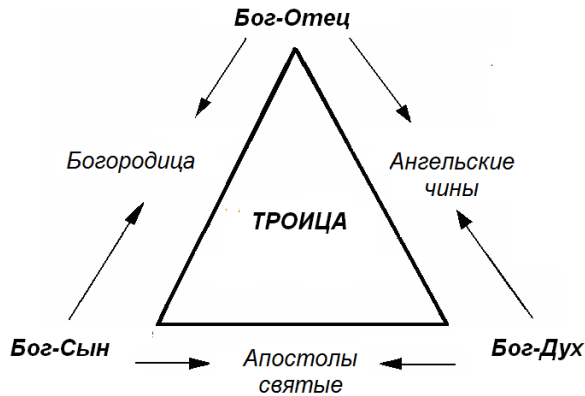 Бог-Отец
Богородица
Ангельские
чины
ТРОИЦА
Бог-Сын
Апостолы
святые
Бог-Дух